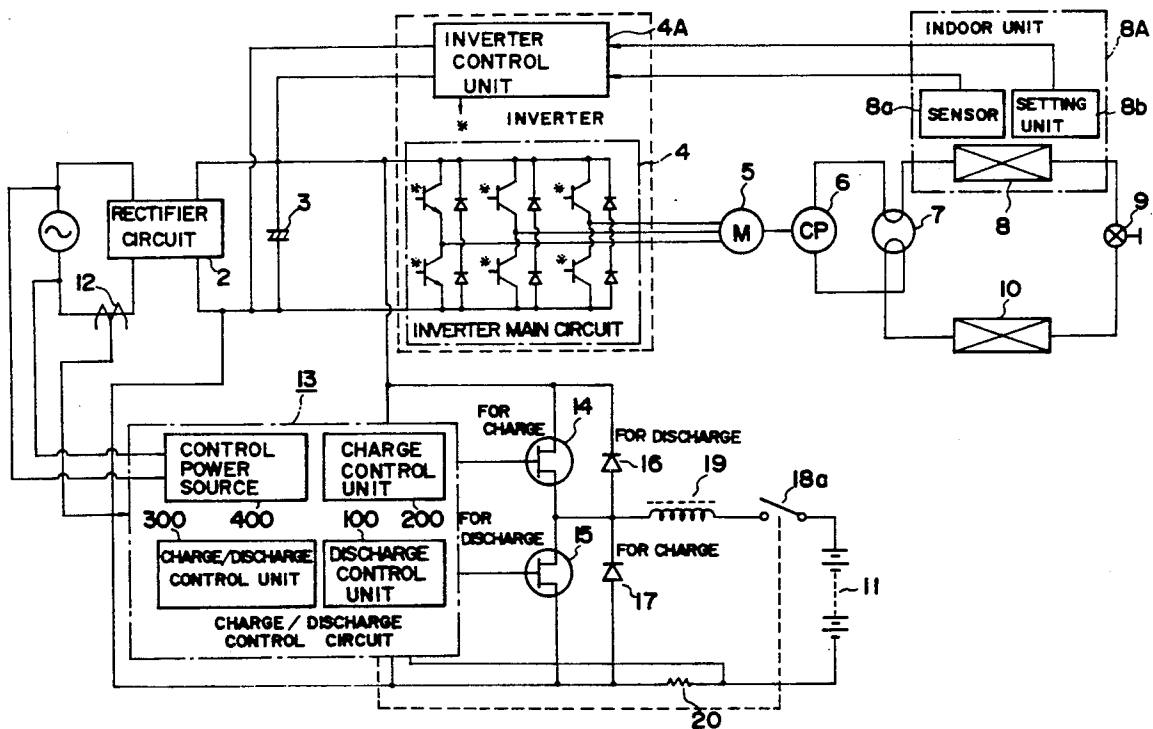 INVERTER
CONTROL
UNIT
4A
INDOOR UNIT
8A
8a
SENSOR
SETTING
UNIT
8b
*
INVERTER
4
RECTIFIER
CIRCUIT
2
3
12
*
*
*
*
*
*
INVERTER MAIN CIRCUIT
5
M
6
CP
7
8
9
10
13
CONTROL
POWER
SOURCE
CHARGE
CONTROL
UNIT
300
400
100
200
CHARGE/DISCHARGE
CONTROL UNIT
DISCHARGE
CONTROL
UNIT
CHARGE / DISCHARGE
CONTROL CIRCUIT
FOR
CHARGE
14
FOR DISCHARGE
16
19
18a
FOR
DISCHARGE
15
FOR CHARGE
17
11
20